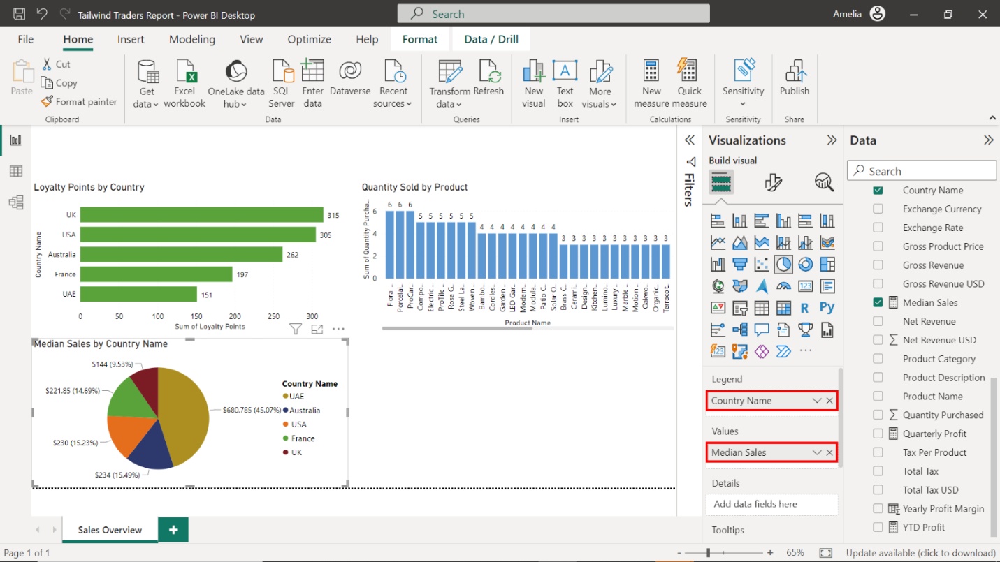 Tailwind Traders Report - Power BI Desktop
Search
Amelia
File Home Insert Modeling View Optimize Help Format Data / Drill
Paste
Cut
Copy
Format painter
Clipboard
Get data
Excel workbook
OneLake data hub
SQL Server
Enter data
Dataverse
Recent sources
Data
Transform data
Refresh
Queries
New visual
Text box
More visuals
Insert
New measure
Quick measure
Calculations
Sensitivity
Sensitivity
Publish
Share
Loyalty Points by Country
Country Name
UK 315
USA 305
Australia 262
France 197
UAE 151
0 50 100 150 200 250 300
Sum of Loyalty Points
Quantity Sold by Product
Sum of Quantity Purcha...
6 4 2 0
6 6 6 5 5 5 5 5 5 4 4 4 4 4 4 4 4 3 3 3 3 3 3 3 3 3 3 3
Floral ...
Porcelai...
ProCar...
Compo...
Electric ...
ProTile ...
Rose G...
Steel La...
Woven ...
Bambo...
Cordles...
Garden ...
LED Gar...
Modern...
Modula...
Patio C...
Solar O...
Brass C...
Cerami...
Design...
Kitchen...
Lumino...
Luxury ...
Marble ...
Motion ...
Oakwo...
Organic...
Terracot...
Product Name
Median Sales by Country Name
$144 (9.53%)
$221.85 (14.69%)
$230 (15.23%)
$234 (15.49%)
$680.785 (45.07%)
Country Name
UAE
Australia
USA
France
UK
Sales Overview
Page 1 of 1
Filters
Visualizations
Build visual
123
R
Py
123
Legend
Country Name
Values
Median Sales
Details
Add data fields here
Tooltips
Data
Search
Country Name
Exchange Currency
Exchange Rate
Gross Product Price
Gross Revenue
Gross Revenue USD
Median Sales
Net Revenue
Net Revenue USD
Product Category
Product Description
Product Name
Quantity Purchased
Quarterly Profit
Tax Per Product
Total Tax
Total Tax USD
Yearly Profit Margin
YTD Profit
- + 65%
Update available (click to download)